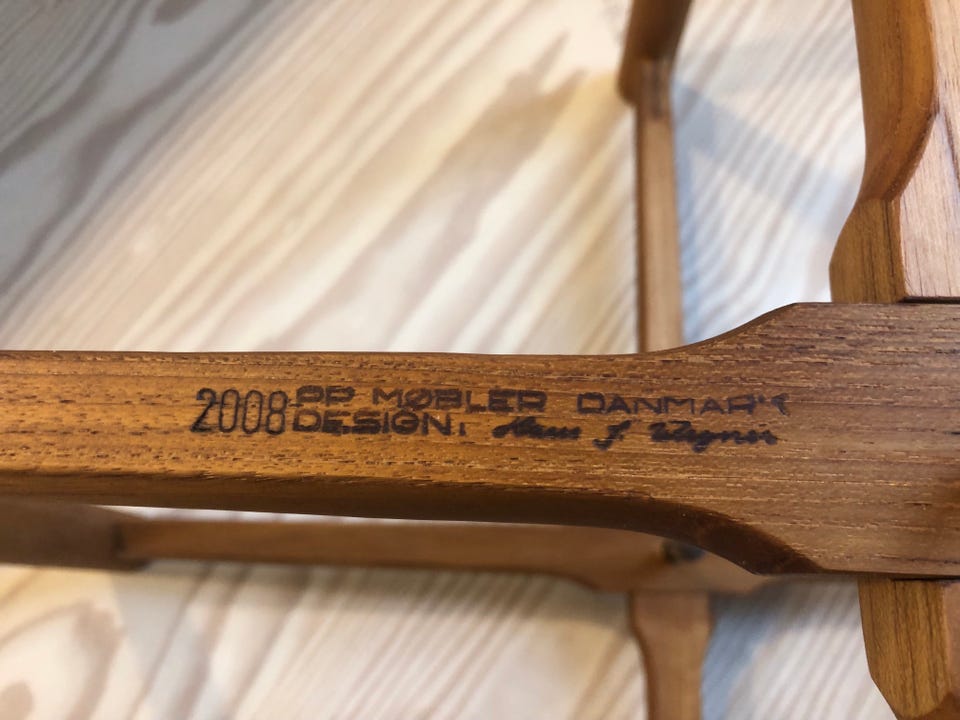 2008 PP MØBLER DANMARK
DESIGN. Hans J. Wegner